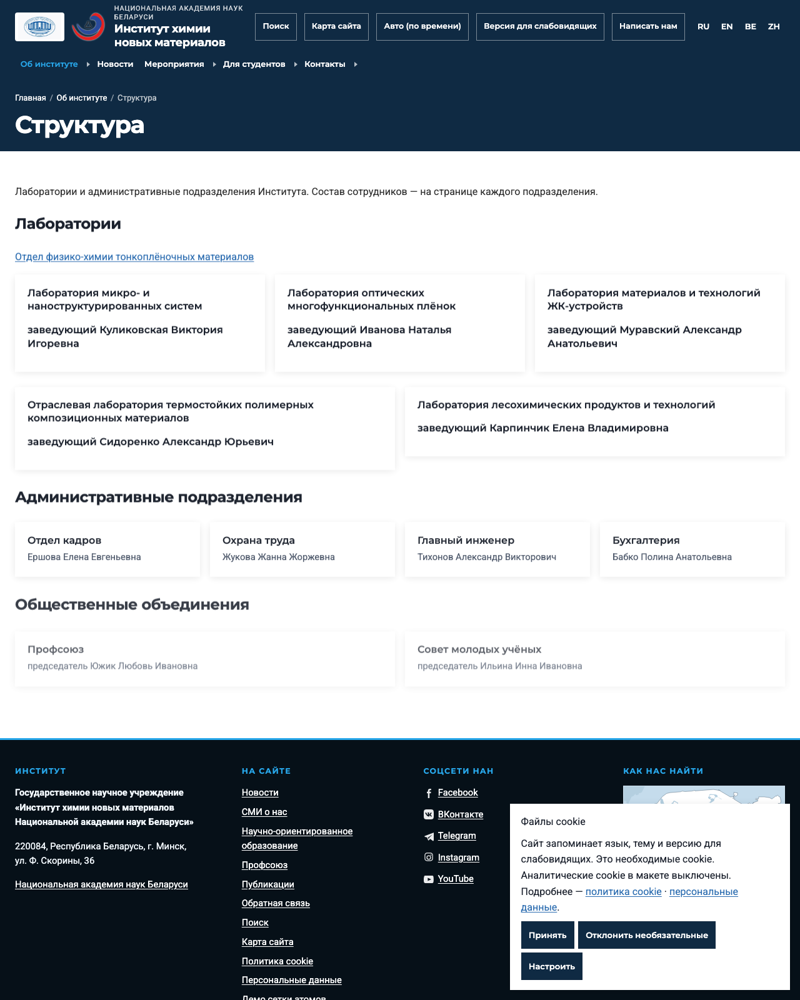 НАЦИОНАЛЬНАЯ АКАДЕМИЯ НАУК
БЕЛАРУСИ
Институт химии
новых материалов
Поиск
Карта сайта
Авто (по времени)
Версия для слабовидящих
Написать нам
RU EN BE ZH
Об институте
Новости
Мероприятия
Для студентов
Контакты
Главная / Об институте / Структура
Структура
Лаборатории и административные подразделения Института. Состав сотрудников — на странице каждого подразделения.
Лаборатории
Отдел физико-химии тонкоплёночных материалов
Лаборатория микро- и
наноструктурированных систем
заведующий Куликовская Виктория
Игоревна
Лаборатория оптических
многофункциональных плёнок
заведующий Иванова Наталья
Александровна
Лаборатория материалов и технологий
ЖК-устройств
заведующий Муравский Александр
Анатольевич
Отраслевая лаборатория термостойких полимерных
композиционных материалов
заведующий Сидоренко Александр Юрьевич
Лаборатория лесохимических продуктов и технологий
заведующий Карпинчик Елена Владимировна
Административные подразделения
Отдел кадров
Ершова Елена Евгеньевна
Охрана труда
Жукова Жанна Жоржевна
Главный инженер
Тихонов Александр Викторович
Бухгалтерия
Бабко Полина Анатольевна
Общественные объединения
Профсоюз
председатель Южик Любовь Ивановна
Совет молодых учёных
председатель Ильина Инна Ивановна
ИНСТИТУТ
Государственное научное учреждение
«Институт химии новых материалов
Национальной академии наук Беларуси»
220084, Республика Беларусь, г. Минск,
ул. Ф. Скорины, 36
Национальная академия наук Беларуси
НА САЙТЕ
Новости
СМИ о нас
Научно-ориентированное
образование
Профсоюз
Публикации
Обратная связь
Поиск
Карта сайта
Политика cookie
Персональные данные
Демо сетки атомов
СОЦСЕТИ НАН
Facebook
ВКонтакте
Telegram
Instagram
YouTube
КАК НАС НАЙТИ
Файлы cookie
Сайт запоминает язык, тему и версию для
слабовидящих. Это необходимые cookie.
Аналитические cookie в макете выключены.
Подробнее — политика cookie · персональные
данные.
Принять
Отклонить необязательные
Настроить